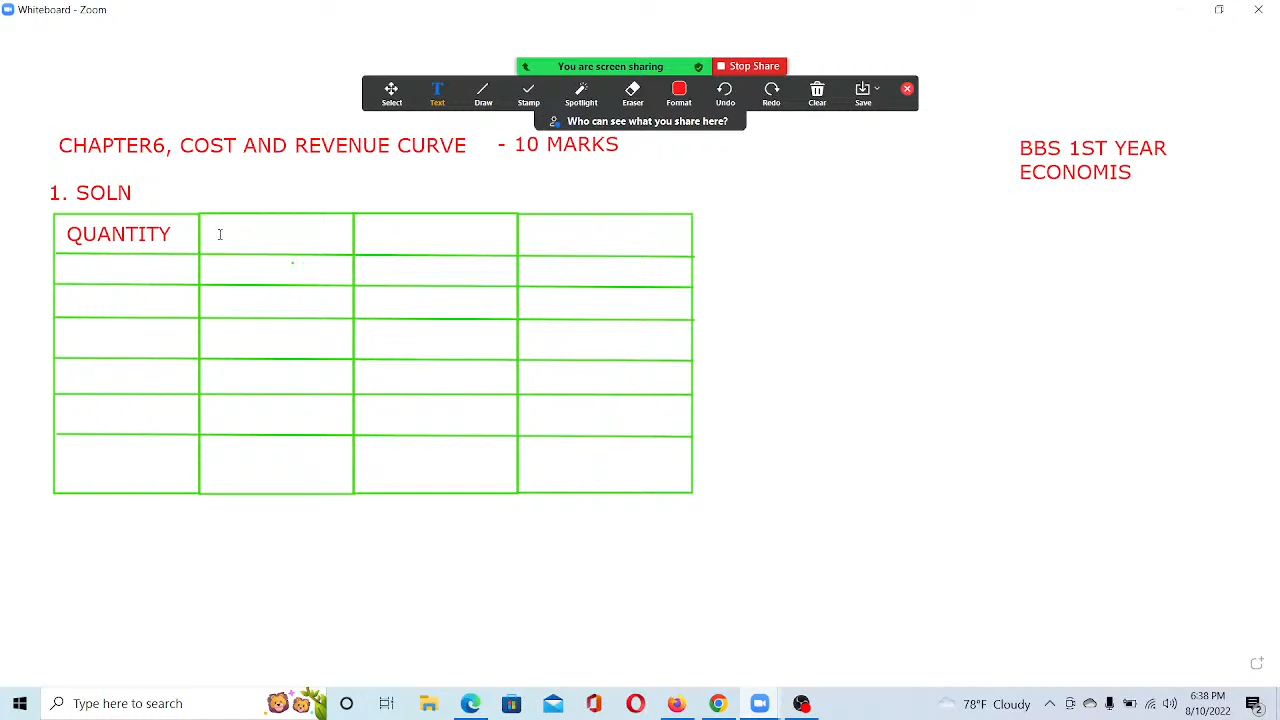 Whiteboard - Zoom
You are screen sharing
Stop Share
Select Text Draw Stamp Spotlight Eraser Format Undo Redo Clear Save
Who can see what you share here?
CHAPTER6, COST AND REVENUE CURVE - 10 MARKS
BBS 1ST YEAR
ECONOMIS
1. SOLN
QUANTITY
Type here to search
78°F Cloudy
6:38 PM
8/10/2022
2